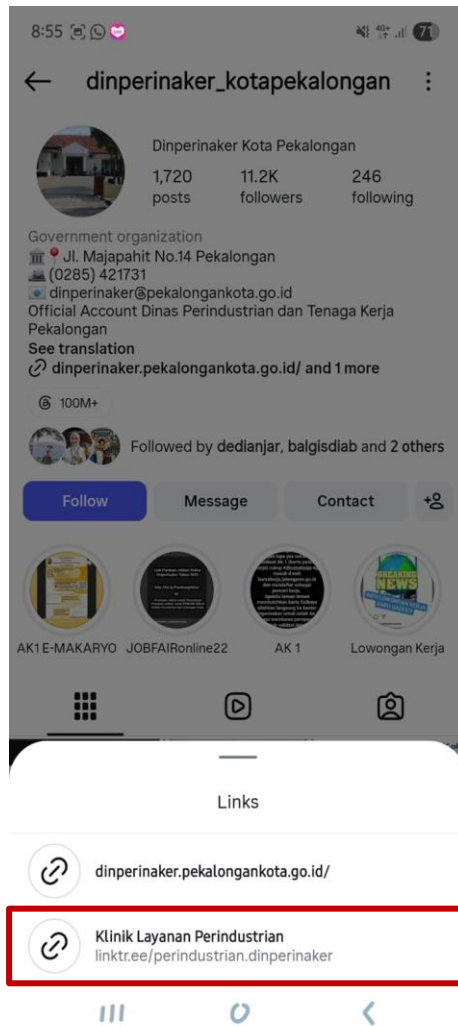 8:55
71
dinperinaker_kotapekalongan
Dinperinaker Kota Pekalongan
1,720 11.2K 246
posts followers following
Government organization
Jl. Majapahit No.14 Pekalongan
(0285) 421731
dinperinaker@pekalongankota.go.id
Official Account Dinas Perindustrian dan Tenaga Kerja
Pekalongan
See translation
dinperinaker.pekalongankota.go.id/ and 1 more
100M+
Followed by dedianjar, balgisdiab and 2 others
Follow Message Contact
AK1 E-MAKARYO JOBFAIRonline22 AK 1 Lowongan Kerja
Links
dinperinaker.pekalongankota.go.id/
Klinik Layanan Perindustrian
linktr.ee/perindustrian.dinperinaker